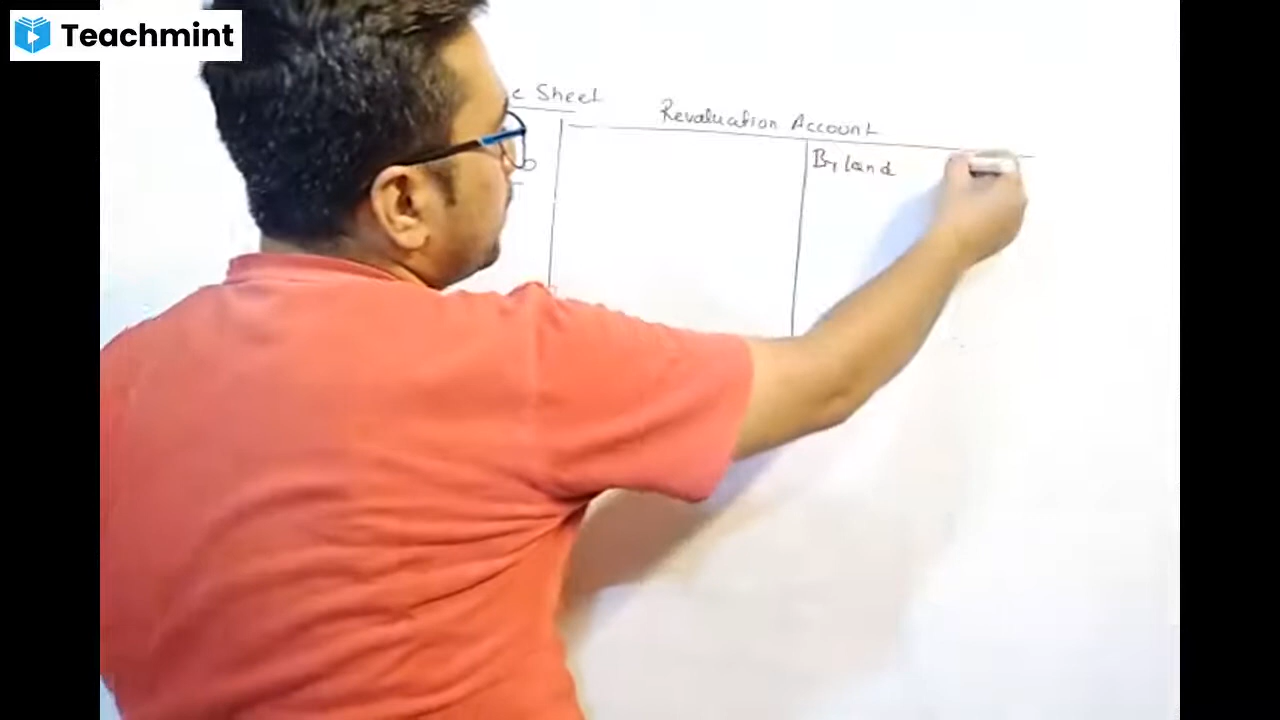 Teachmint
Sheet
Revaluation Account
By land